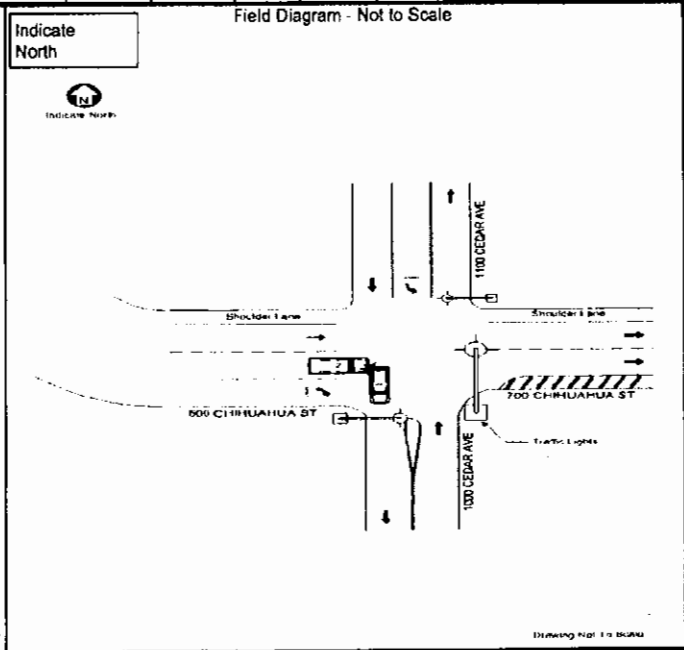 Field Diagram - Not to Scale
Indicate
North
N
Indicate North
1100 CEDAR AVE
Shoulder Lane
Shoulder Lane
2
600 CHIHUAHUA ST
700 CHIHUAHUA ST
Traffic Lights
1000 CEDAR AVE
Drawing Not To Scale